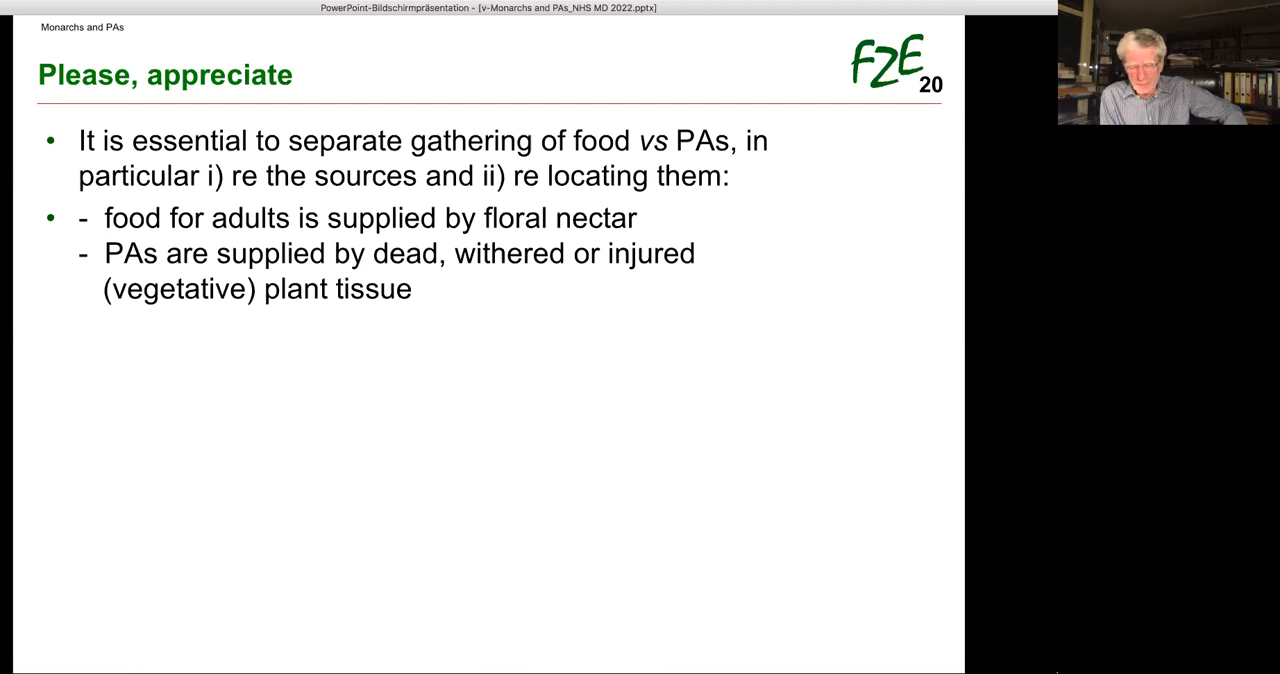 PowerPoint-Bildschirmpräsentation - [v-Monarchs and PAs_NHS MD 2022.pptx]
Monarchs and PAs
Please, appreciate
FZE
20
• It is essential to separate gathering of food vs PAs, in
particular i) re the sources and ii) re locating them:
• - food for adults is supplied by floral nectar
- PAs are supplied by dead, withered or injured
(vegetative) plant tissue